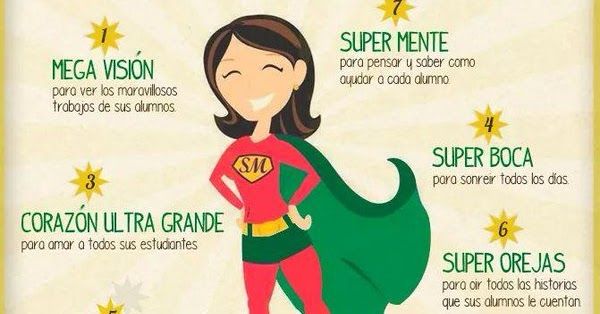 1
MEGA VISIÓN
para ver los maravillosos
trabajos de sus alumnos.
7
SUPER MENTE
para pensar y saber como
ayudar a cada alumno.
3
CORAZÓN ULTRA GRANDE
para amar a todos sus estudiantes
SM
4
SUPER BOCA
para sonreir todos los días.
6
SUPER OREJAS
para oir todos las historias
que sus alumnos le cuentan.